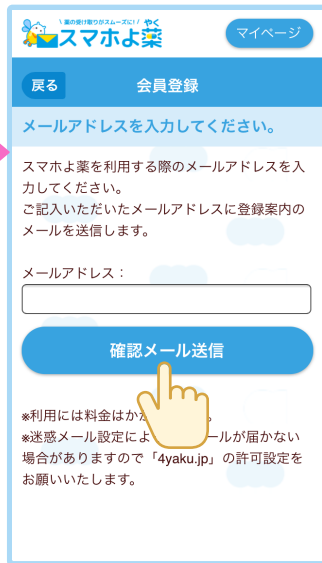 \ 薬の受け取りがスムーズに! /
やく
スマホよ薬
マイページ
戻る
会員登録
メールアドレスを入力してください。
スマホよ薬を利用する際のメールアドレスを入
力してください。
ご記入いただいたメールアドレスに登録案内の
メールを送信します。
メールアドレス：
確認メール送信
※利用には料金はか
※迷惑メール設定によ ールが届かない
場合がありますので「4yaku.jp」の許可設定を
お願いいたします。